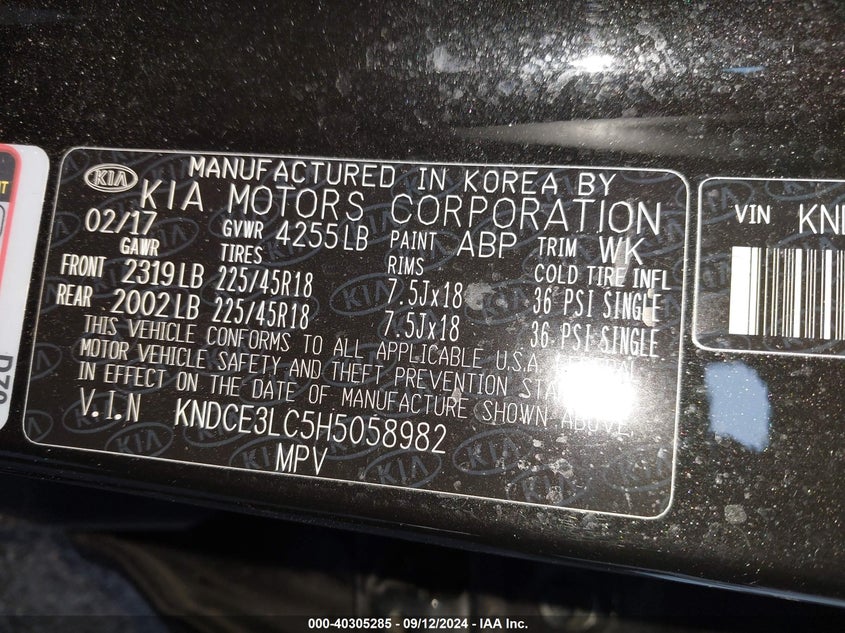 KIA
MANUFACTURED IN KOREA BY
KIA MOTORS CORPORATION
02/17 GVWR 4255LB PAINT ABP TRIM WK
GAWR TIRES RIMS COLD TIRE INFL
FRONT 2319LB 225/45R18 7.5Jx18 36 PSI SINGLE
REAR 2002LB 225/45R18 7.5Jx18 36 PSI SINGLE
THIS VEHICLE CONFORMS TO ALL APPLICABLE U.S.A. FEDERAL
MOTOR VEHICLE SAFETY AND THEFT PREVENTION
IN EFFECT ON THE DATE OF MANUFACTURE SHOWN ABOVE.
V.I.N KNDCE3LC5H5058982
MPV
VIN KND
000-40305285 - 09/12/2024 - IAA Inc.